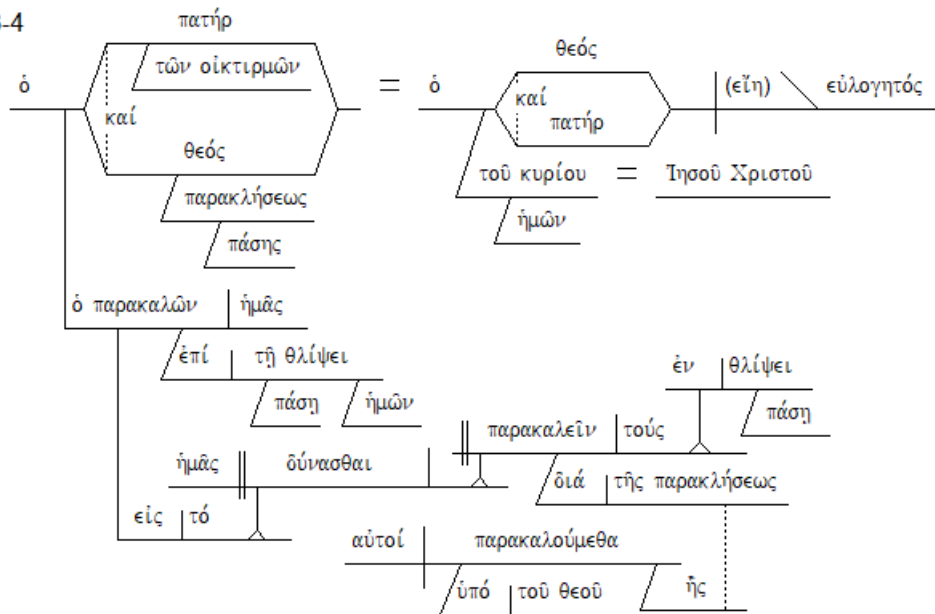 3-4
πατήρ
τῶν οἰκτιρμῶν
ὁ
καί
θεός
παρακλήσεως
πάσης
=
ὁ
θεός
καί
πατήρ
(εἴη)
εὐλογητός
τοῦ κυρίου
=
Ἰησοῦ Χριστοῦ
ἡμῶν
ὁ παρακαλῶν
ἡμᾶς
ἐπί
τῇ θλίψει
πάσῃ
ἡμῶν
ἐν
θλίψει
πάσῃ
παρακαλεῖν
τούς
ἡμᾶς
δύνασθαι
διά
τῆς παρακλήσεως
εἰς
τό
αὐτοί
παρακαλούμεθα
ὑπό
τοῦ θεοῦ
ἧς